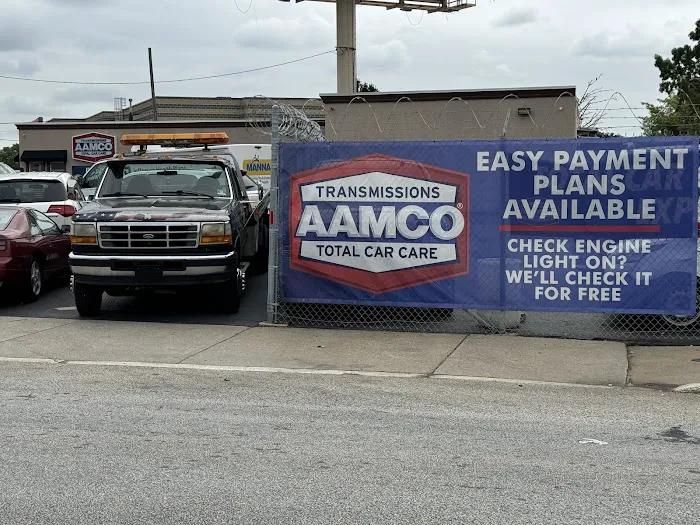 AAMCO
MANNA
TRANSMISSIONS
AAMCO®
TOTAL CAR CARE
EASY PAYMENT
PLANS
AVAILABLE
CHECK ENGINE
LIGHT ON?
WE'LL CHECK IT
FOR FREE